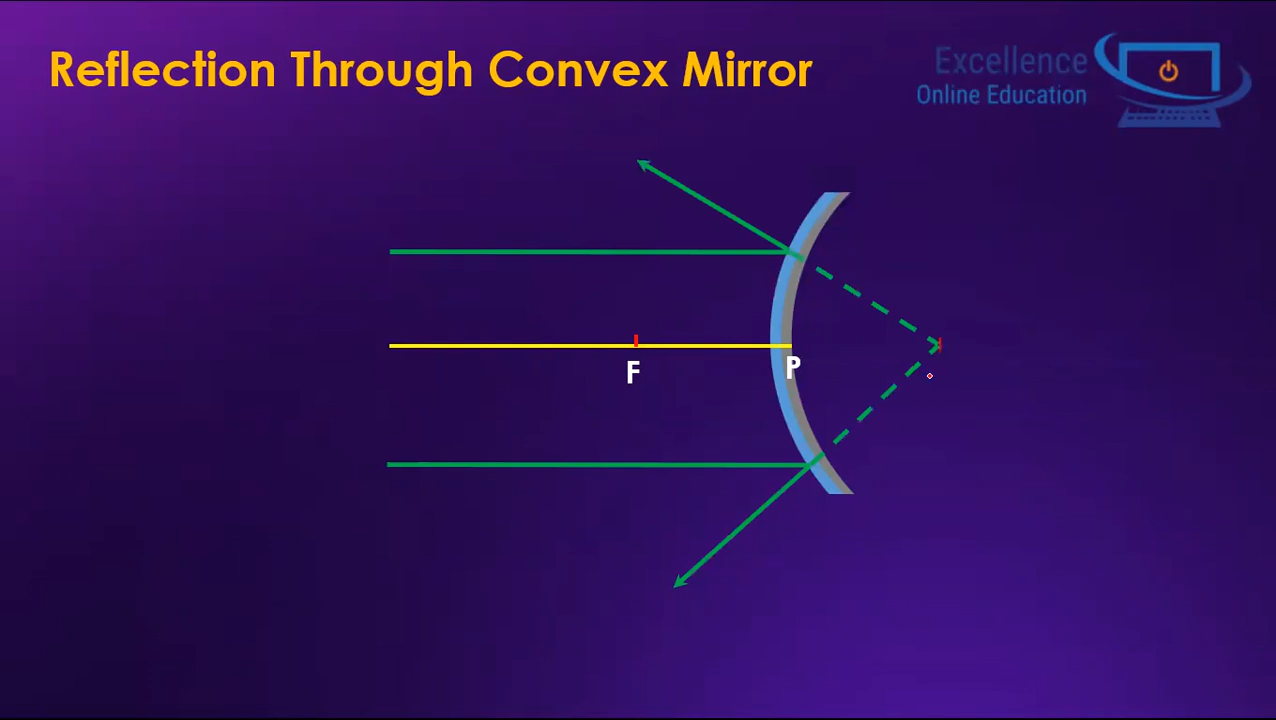 Reflection Through Convex Mirror
Excellence
Online Education
F
P